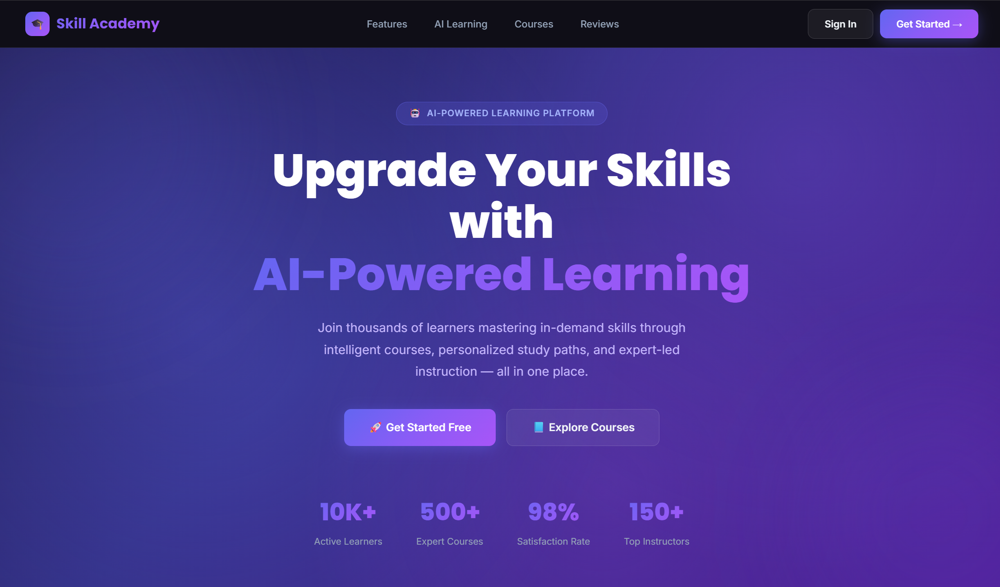 Skill Academy
Features
AI Learning
Courses
Reviews
Sign In
Get Started →
AI-POWERED LEARNING PLATFORM
Upgrade Your Skills
with
AI-Powered Learning
Join thousands of learners mastering in-demand skills through
intelligent courses, personalized study paths, and expert-led
instruction — all in one place.
Get Started Free
Explore Courses
10K+
Active Learners
500+
Expert Courses
98%
Satisfaction Rate
150+
Top Instructors